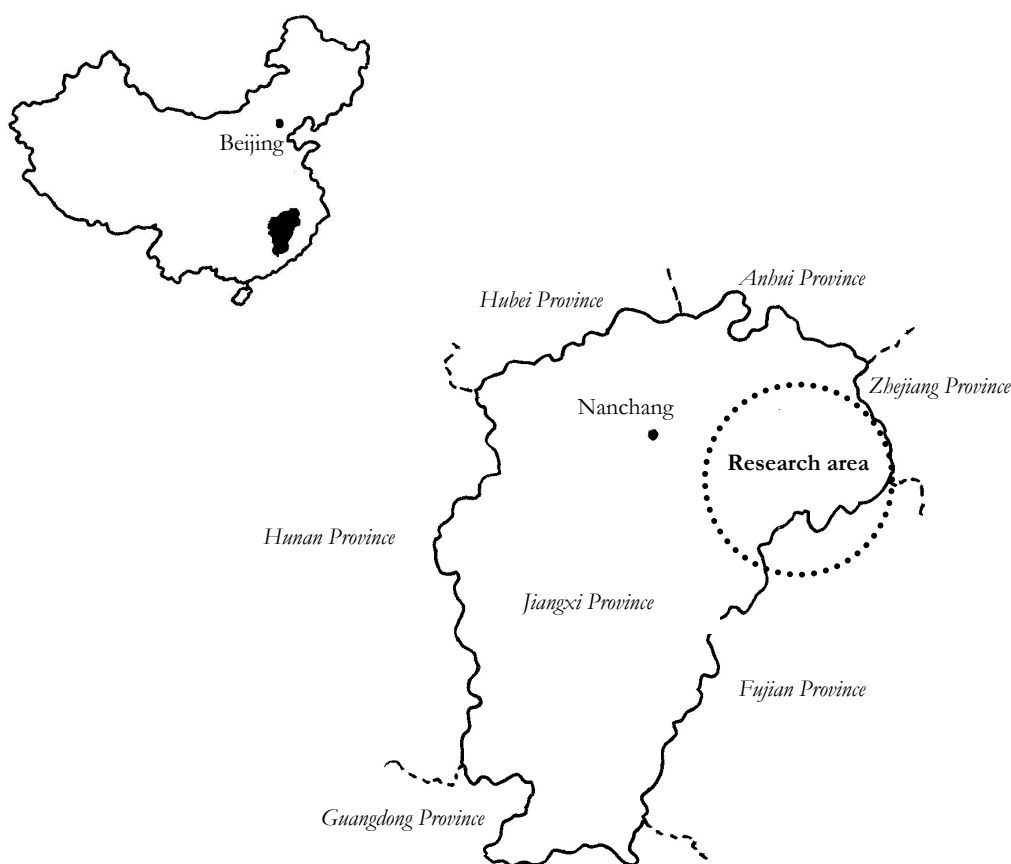 Beijing
Anhui Province
Hubei Province
Zhejiang Province
Nanchang
Research area
Hunan Province
Jiangxi Province
Fujian Province
Guangdong Province